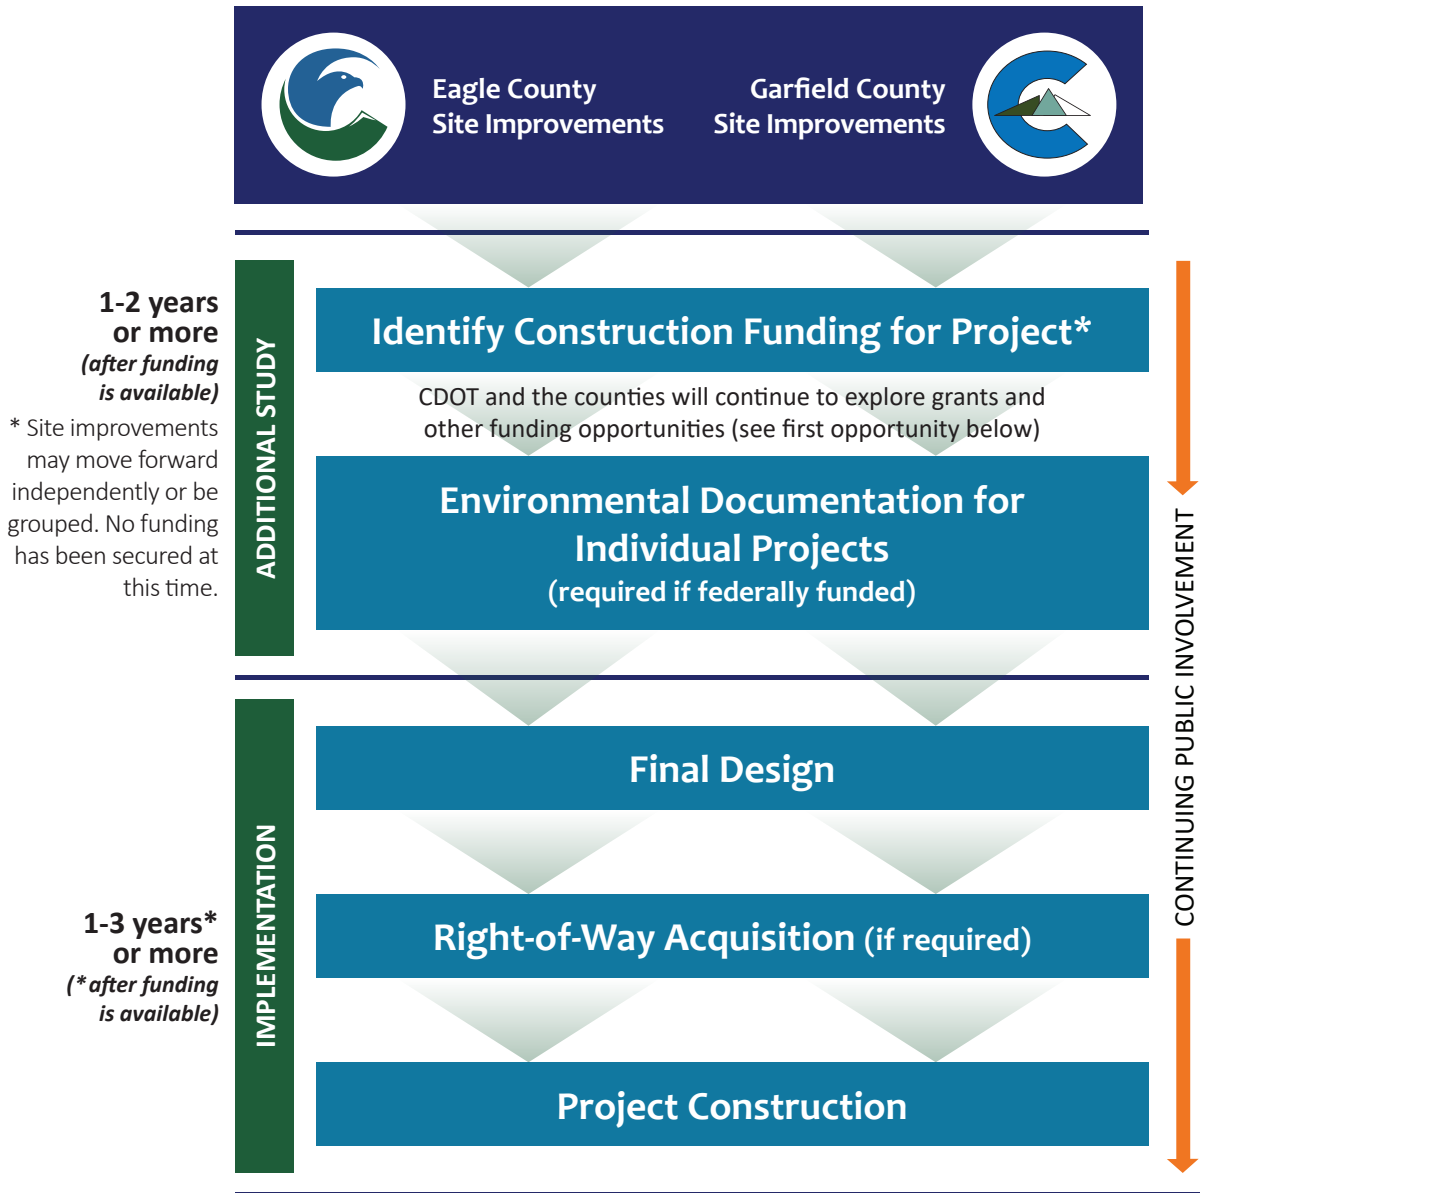 Eagle County
Site Improvements
Garfield County
Site Improvements
1-2 years
or more
(after funding
is available)
* Site improvements
may move forward
independently or be
grouped. No funding
has been secured at
this time.
ADDITIONAL STUDY
Identify Construction Funding for Project*
CDOT and the counties will continue to explore grants and
other funding opportunities (see first opportunity below)
Environmental Documentation for
Individual Projects
(required if federally funded)
CONTINUING PUBLIC INVOLVEMENT
1-3 years*
or more
(*after funding
is available)
IMPLEMENTATION
Final Design
Right-of-Way Acquisition (if required)
Project Construction